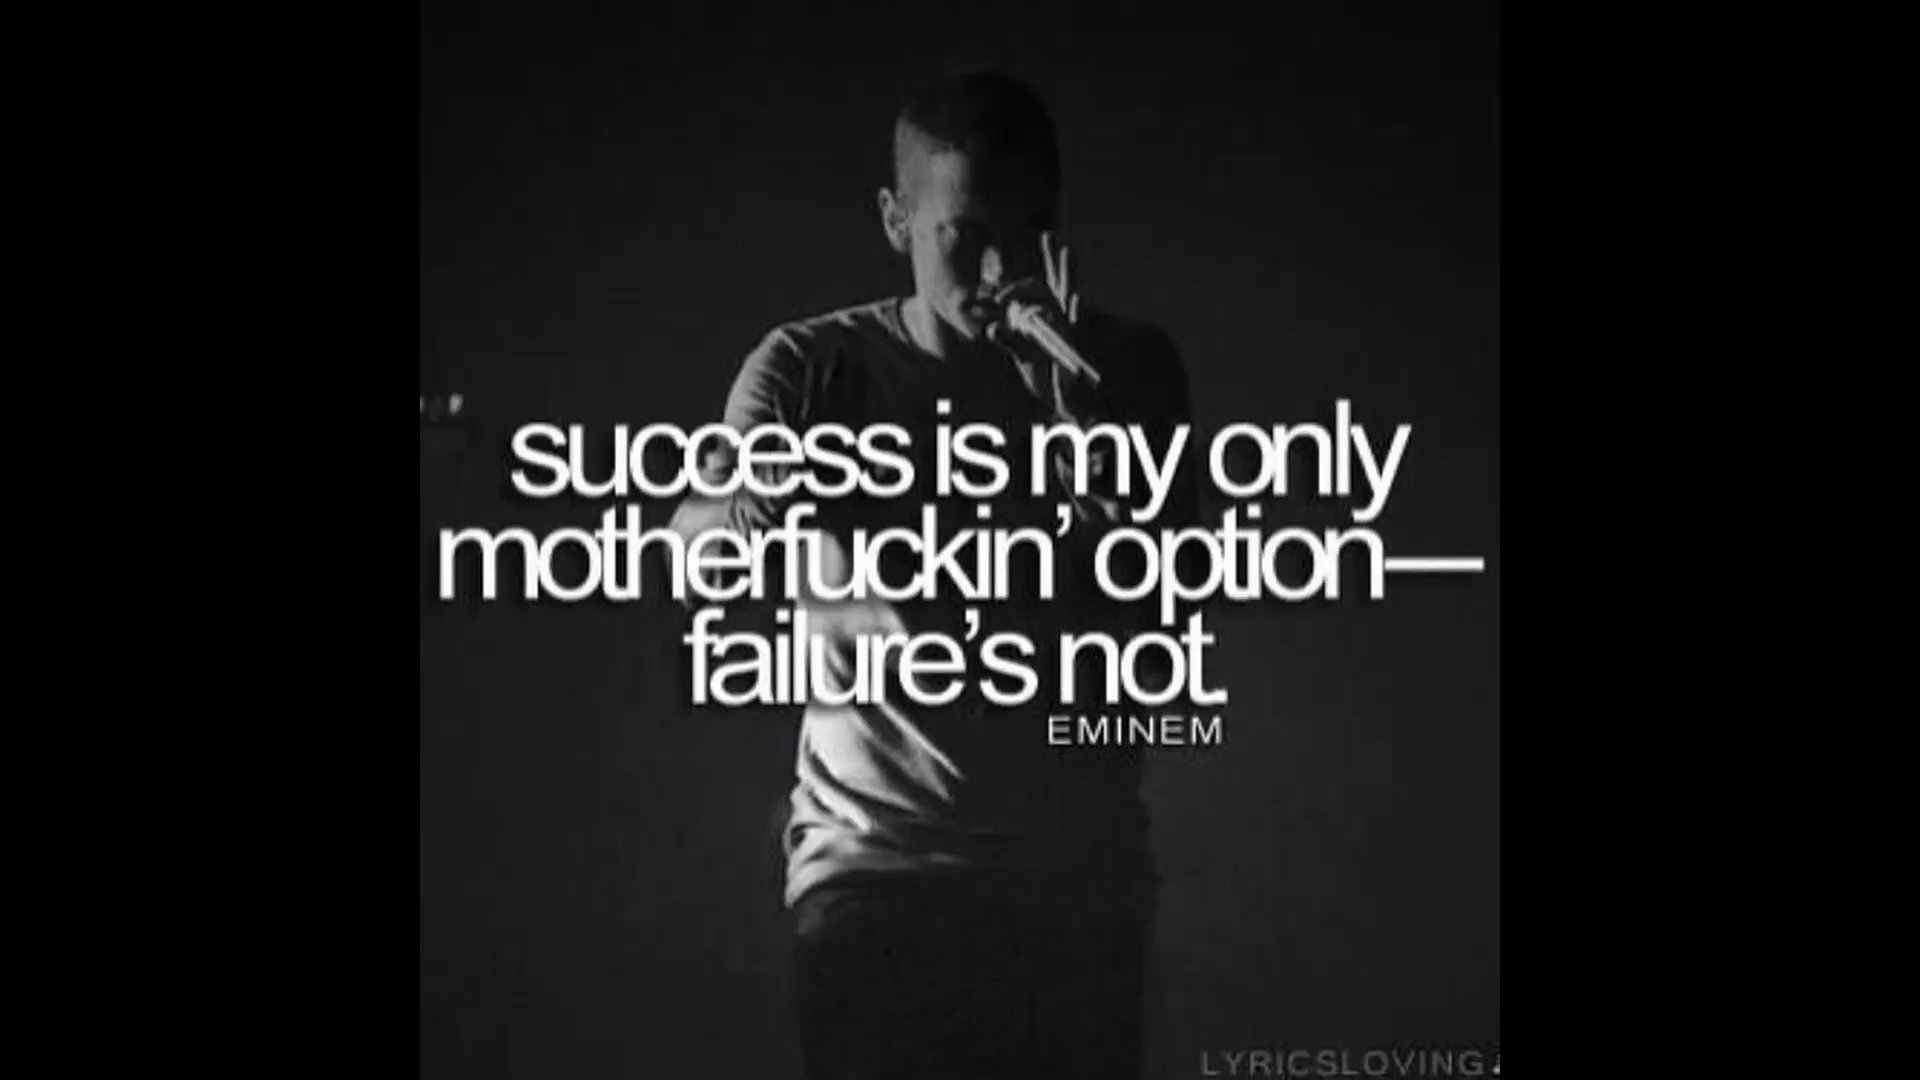 success is my only
motherfuckin' option—
failure's not.
EMINEM
LYRICSLOVING